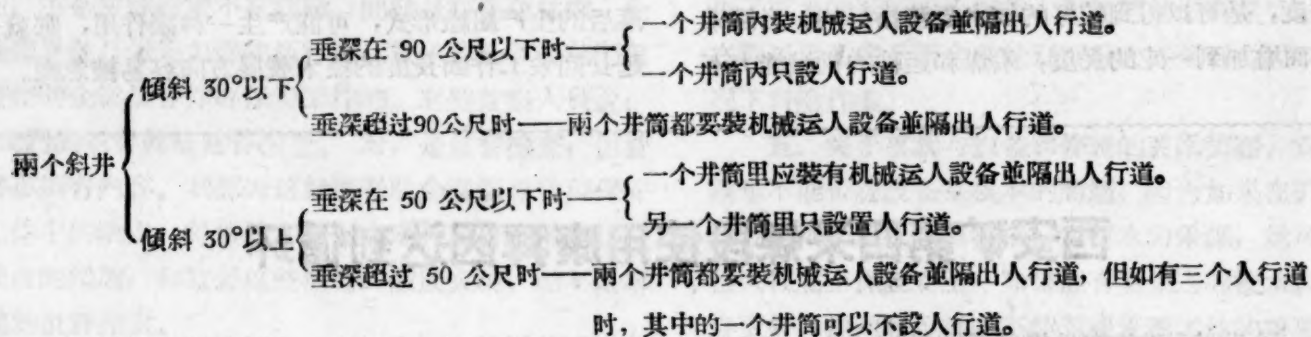 垂深在 90 公尺以下时——{一个井筒內裝机械运人設备並隔出人行道。
一个井筒內只設人行道。
傾斜 30°以下{
垂深超过90公尺时——兩个井筒都要裝机械运人設备並隔出人行道。
兩个斜井{
垂深在 50 公尺以下时——{一个井筒里应裝有机械运人設备並隔出人行道。
另一个井筒里只設置人行道。
傾斜 30°以上{
垂深超过 50 公尺时——兩个井筒都要裝机械运人設备並隔出人行道，但如有三个人行道
时，其中的一个井筒可以不設人行道。